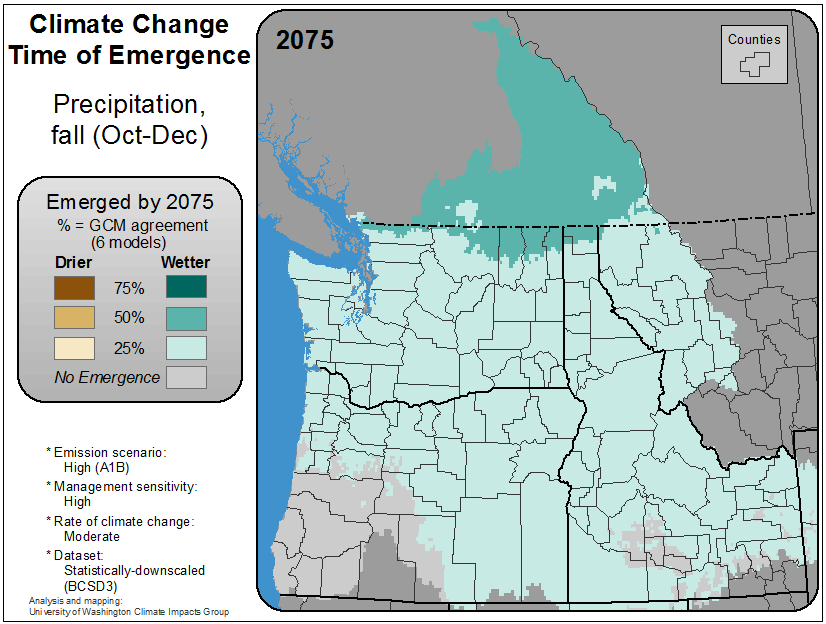 Climate Change
Time of Emergence
Precipitation,
fall (Oct-Dec)
Emerged by 2075
% = GCM agreement
(6 models)
Drier Wetter
75%
50%
25%
No Emergence
* Emission scenario:
High (A1B)
* Management sensitivity:
High
* Rate of climate change:
Moderate
* Dataset:
Statistically-downscaled
(BCSD3)
Analysis and mapping:
University of Washington Climate Impacts Group
2075
Counties